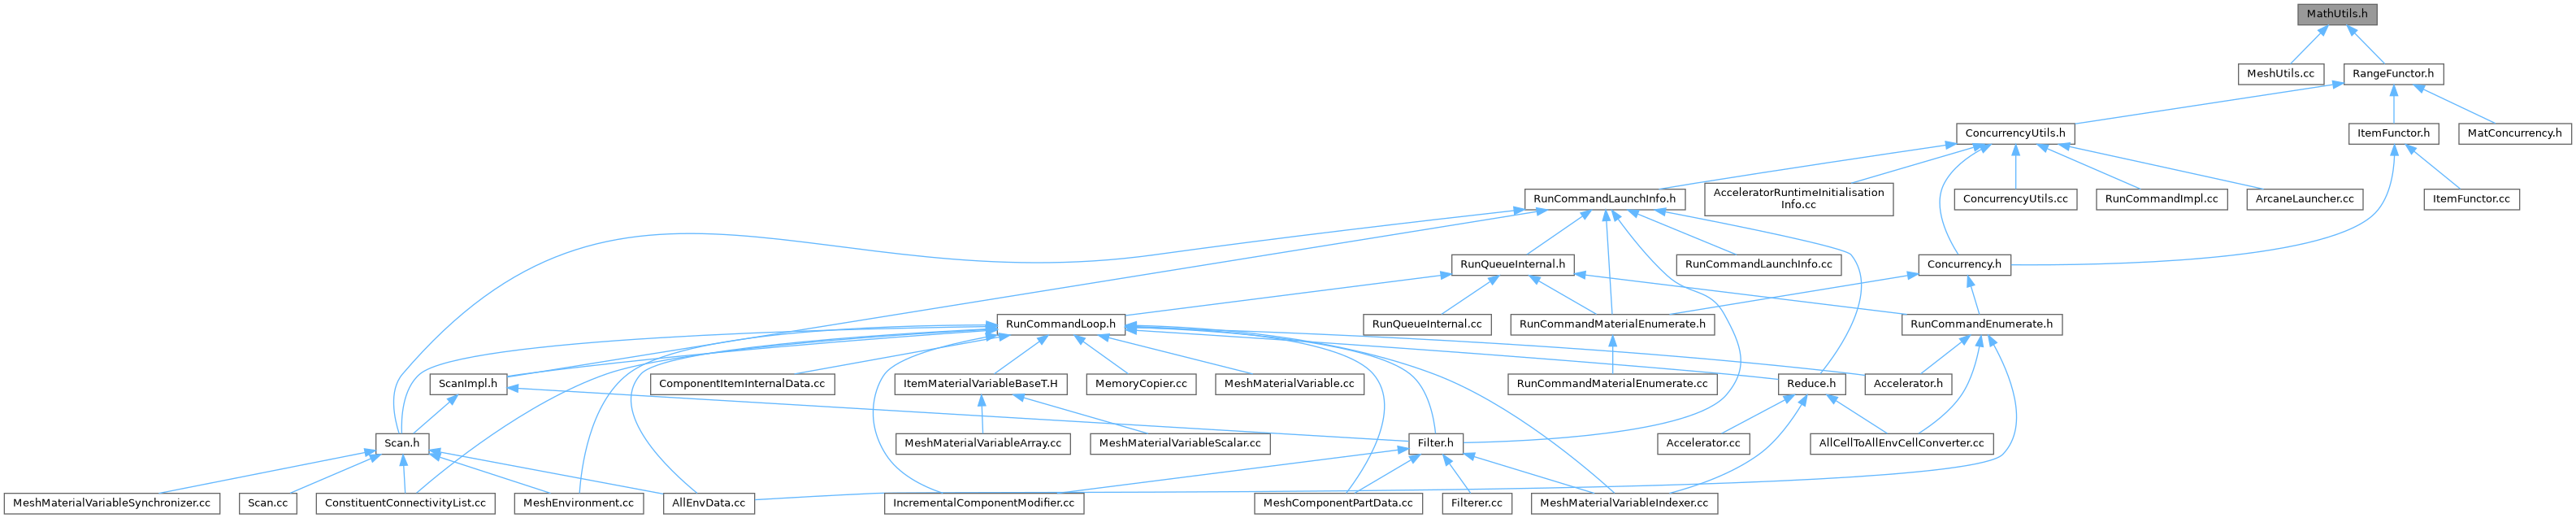 MathUtils.h
MeshUtils.cc
RangeFunctor.h
ConcurrencyUtils.h
ItemFunctor.h
MatConcurrency.h
RunCommandLaunchInfo.h
AcceleratorRuntimeInitialisation
Info.cc
ConcurrencyUtils.cc
RunCommandImpl.cc
ArcaneLauncher.cc
ItemFunctor.cc
RunQueueInternal.h
RunCommandLaunchInfo.cc
Concurrency.h
RunCommandLoop.h
RunQueueInternal.cc
RunCommandMaterialEnumerate.h
RunCommandEnumerate.h
ScanImpl.h
ComponentItemInternalData.cc
ItemMaterialVariableBaseT.H
MemoryCopier.cc
MeshMaterialVariable.cc
RunCommandMaterialEnumerate.cc
Reduce.h
Accelerator.h
Scan.h
MeshMaterialVariableArray.cc
MeshMaterialVariableScalar.cc
Filter.h
Accelerator.cc
AllCellToAllEnvCellConverter.cc
MeshMaterialVariableSynchronizer.cc
Scan.cc
ConstituentConnectivityList.cc
MeshEnvironment.cc
AllEnvData.cc
IncrementalComponentModifier.cc
MeshComponentPartData.cc
Filterer.cc
MeshMaterialVariableIndexer.cc